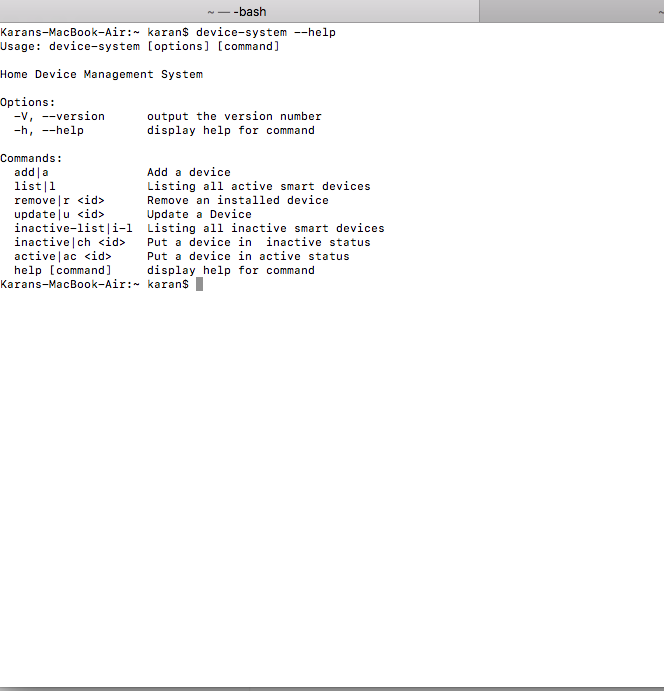 ~ — -bash
~
Karans-MacBook-Air:~ karan$ device-system --help
Usage: device-system [options] [command]
Home Device Management System
Options:
  -V, --version      output the version number
  -h, --help         display help for command
Commands:
  add|a              Add a device
  list|l             Listing all active smart devices
  remove|r <id>      Remove an installed device
  update|u <id>      Update a Device
  inactive-list|i-l  Listing all inactive smart devices
  inactive|ch <id>   Put a device in  inactive status
  active|ac <id>     Put a device in active status
  help [command]     display help for command
Karans-MacBook-Air:~ karan$